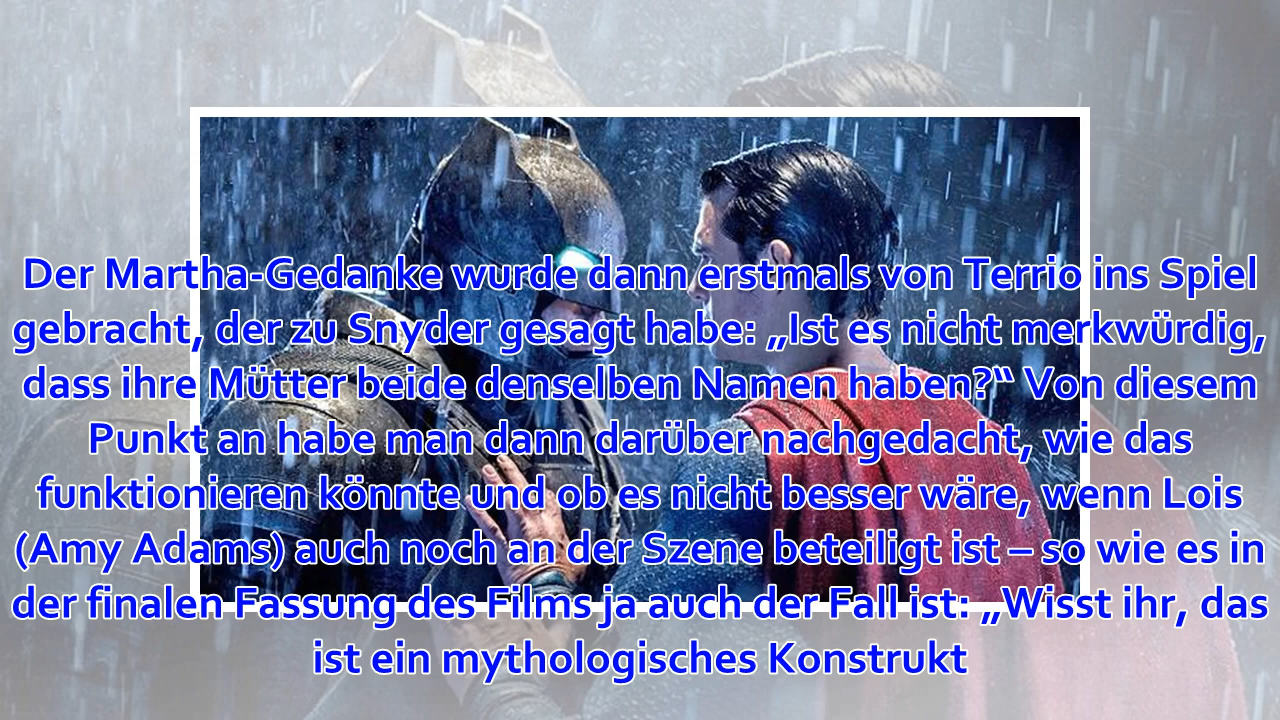 Der Martha-Gedanke wurde dann erstmals von Terrio ins Spiel
gebracht, der zu Snyder gesagt habe: „Ist es nicht merkwürdig,
dass ihre Mütter beide denselben Namen haben?“ Von diesem
Punkt an habe man dann darüber nachgedacht, wie das
funktionieren könnte und ob es nicht besser wäre, wenn Lois
(Amy Adams) auch noch an der Szene beteiligt ist – so wie es in
der finalen Fassung des Films ja auch der Fall ist: „Wisst ihr, das
ist ein mythologisches Konstrukt